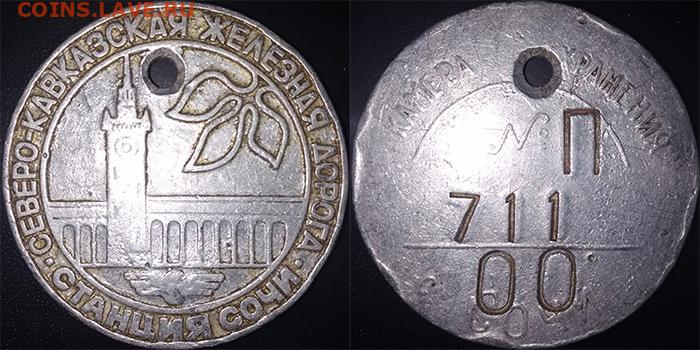 COINS.LAVE.RU
СЕВЕРО-КАВКАЗСКАЯ ЖЕЛЕЗНАЯ ДОРОГА
·СТАНЦИЯ СОЧИ·
КАМЕРА ХРАНЕНИЯ
№ П
711
00